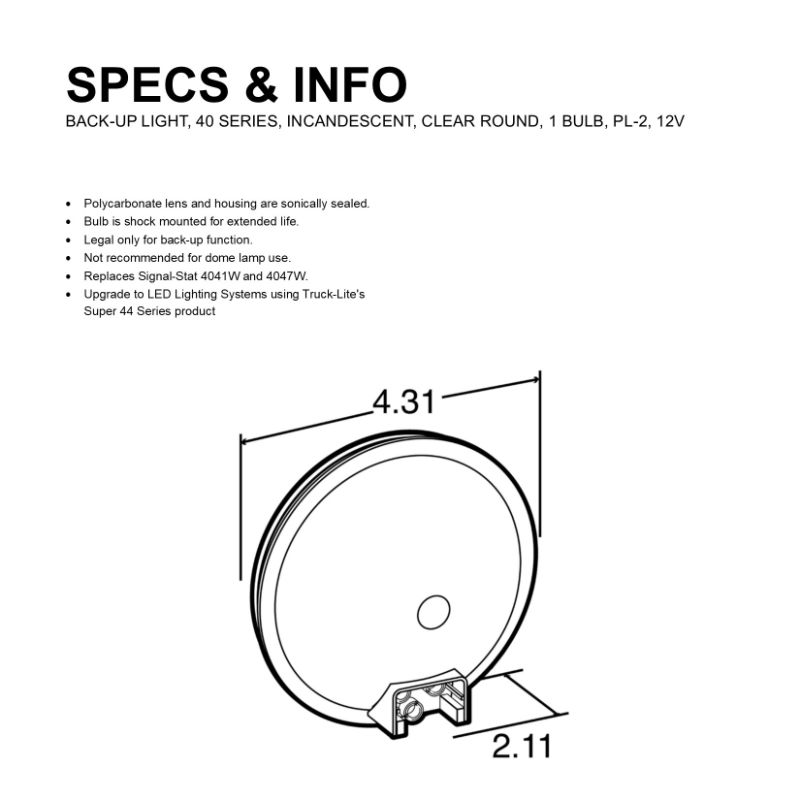 SPECS & INFO
BACK-UP LIGHT, 40 SERIES, INCANDESCENT, CLEAR ROUND, 1 BULB, PL-2, 12V
• Polycarbonate lens and housing are sonically sealed.
• Bulb is shock mounted for extended life.
• Legal only for back-up function.
• Not recommended for dome lamp use.
• Replaces Signal-Stat 4041W and 4047W.
• Upgrade to LED Lighting Systems using Truck-Lite's
Super 44 Series product
4.31
2.11